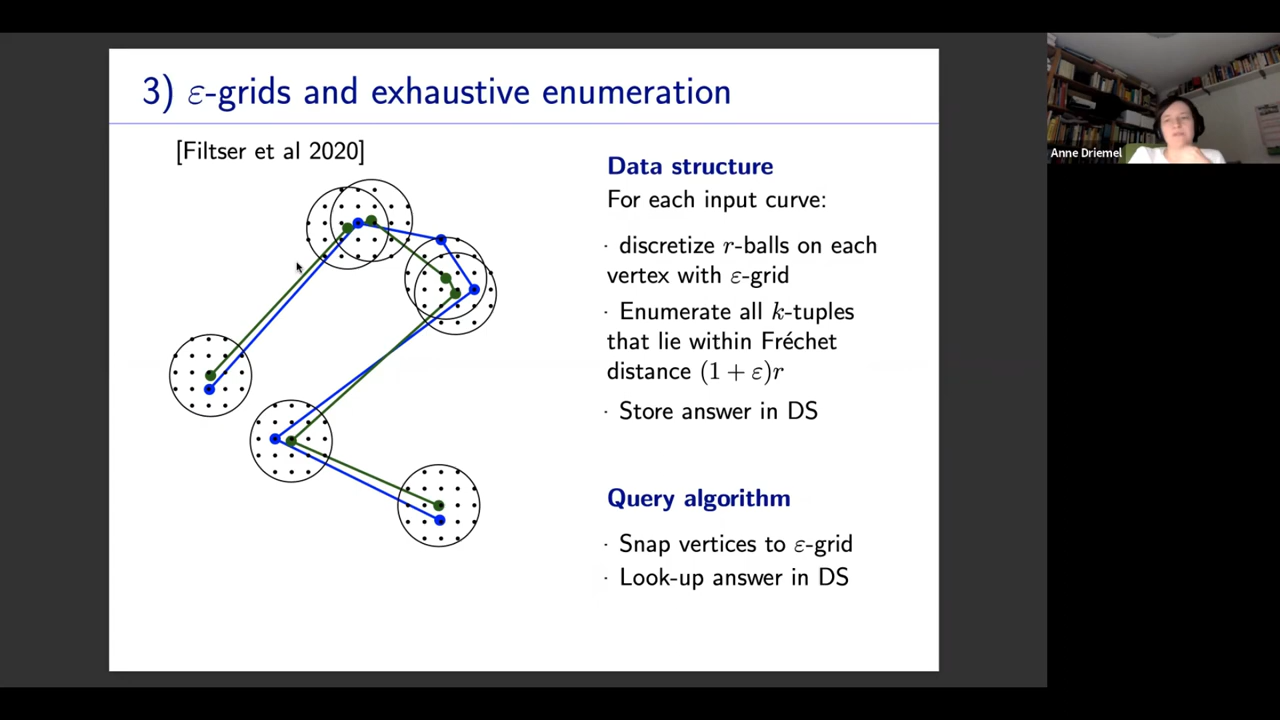 3) ε-grids and exhaustive enumeration
[Filtser et al 2020]
Data structure
For each input curve:
· discretize r-balls on each
vertex with ε-grid
· Enumerate all k-tuples
that lie within Fréchet
distance (1 + ε)r
· Store answer in DS
Query algorithm
· Snap vertices to ε-grid
· Look-up answer in DS
Anne Driemel